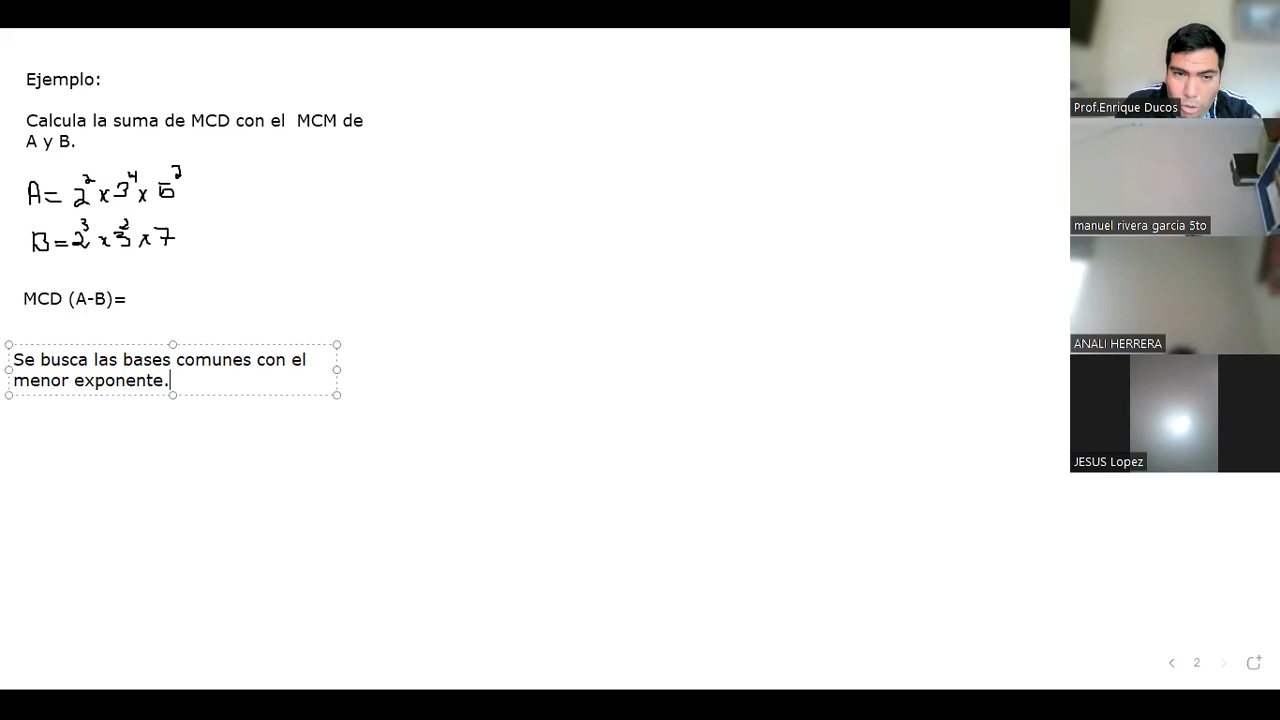 Ejemplo:
Calcula la suma de MCD con el MCM de
A y B.
A= 2² x 3⁴ x 5²
B = 2³ x 3² x 7
MCD (A-B)=
Se busca las bases comunes con el
menor exponente.
Prof.Enrique Ducos
manuel rivera garcia 5to
ANALI HERRERA
JESUS Lopez
2